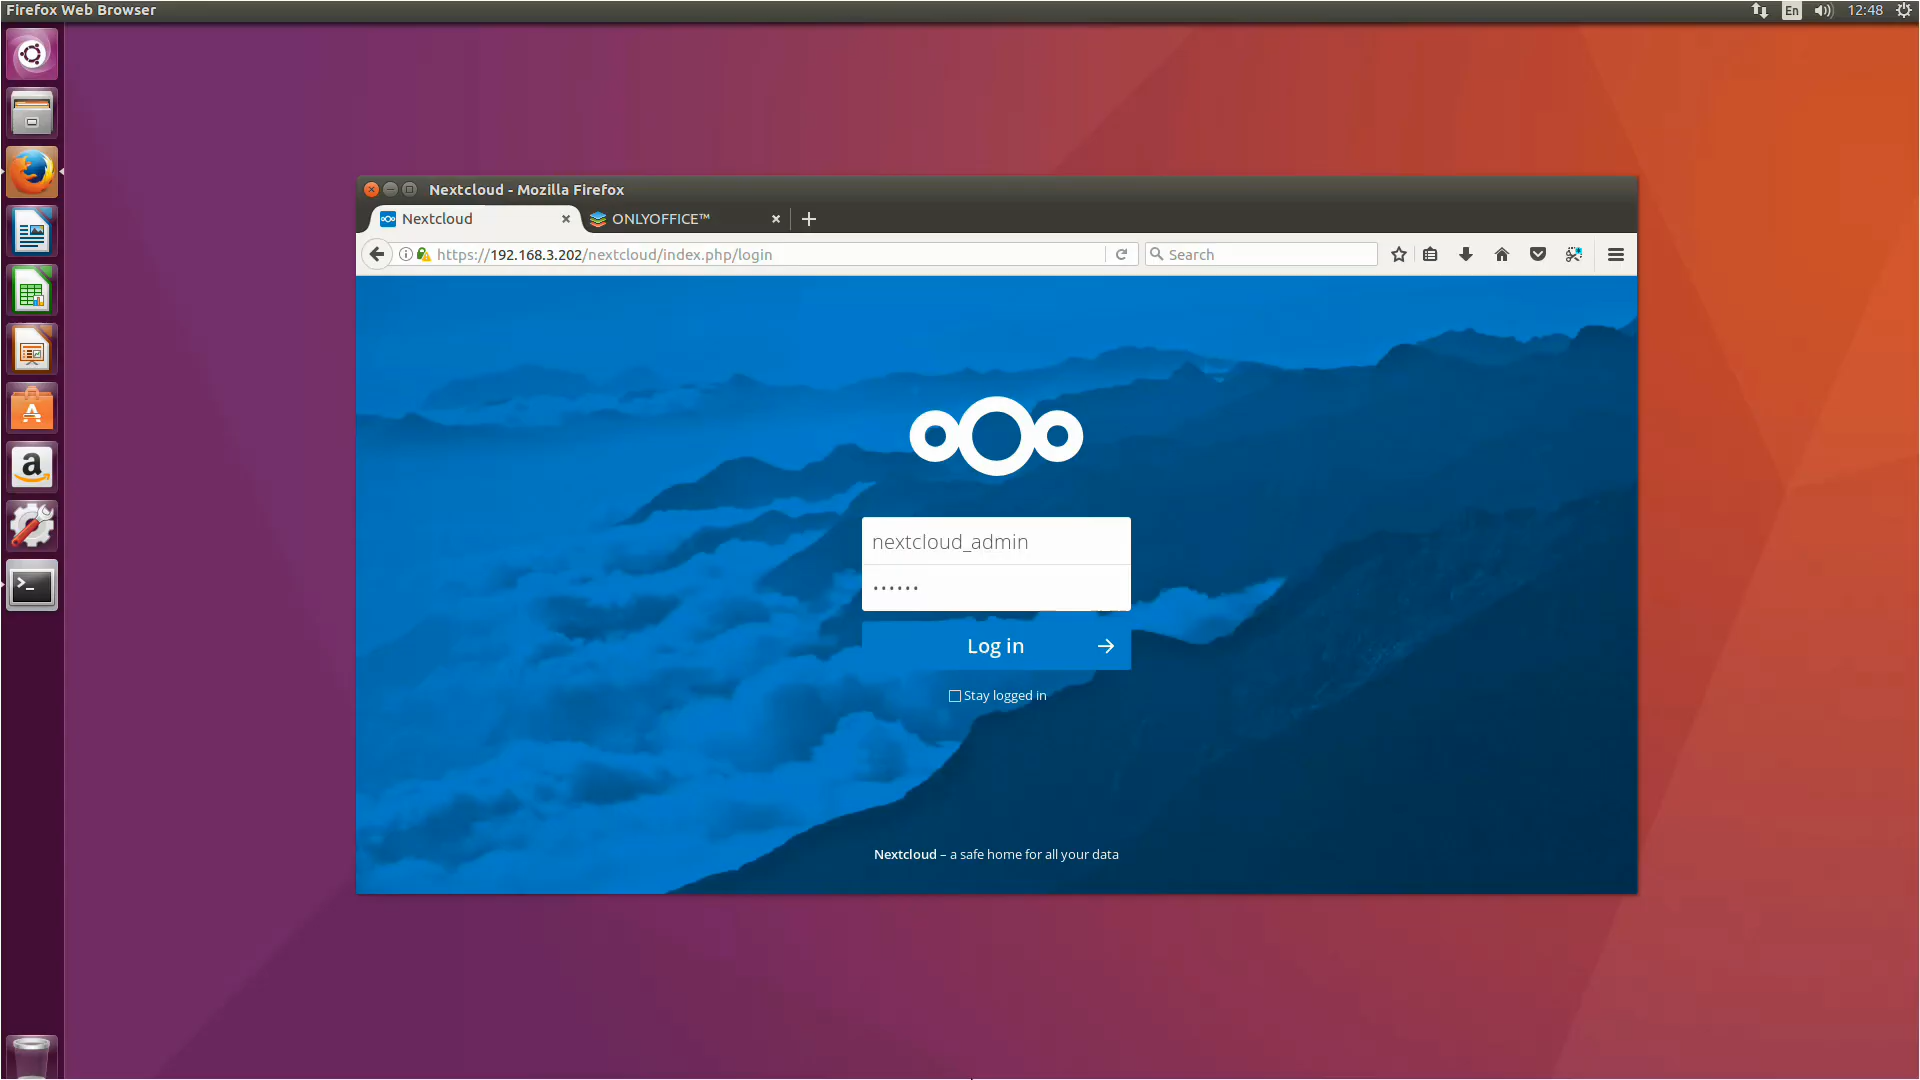 Firefox Web Browser
En
12:48
Nextcloud - Mozilla Firefox
Nextcloud
ONLYOFFICE™
https://192.168.3.202/nextcloud/index.php/login
Search
nextcloud_admin
••••••
Log in
Stay logged in
Nextcloud – a safe home for all your data